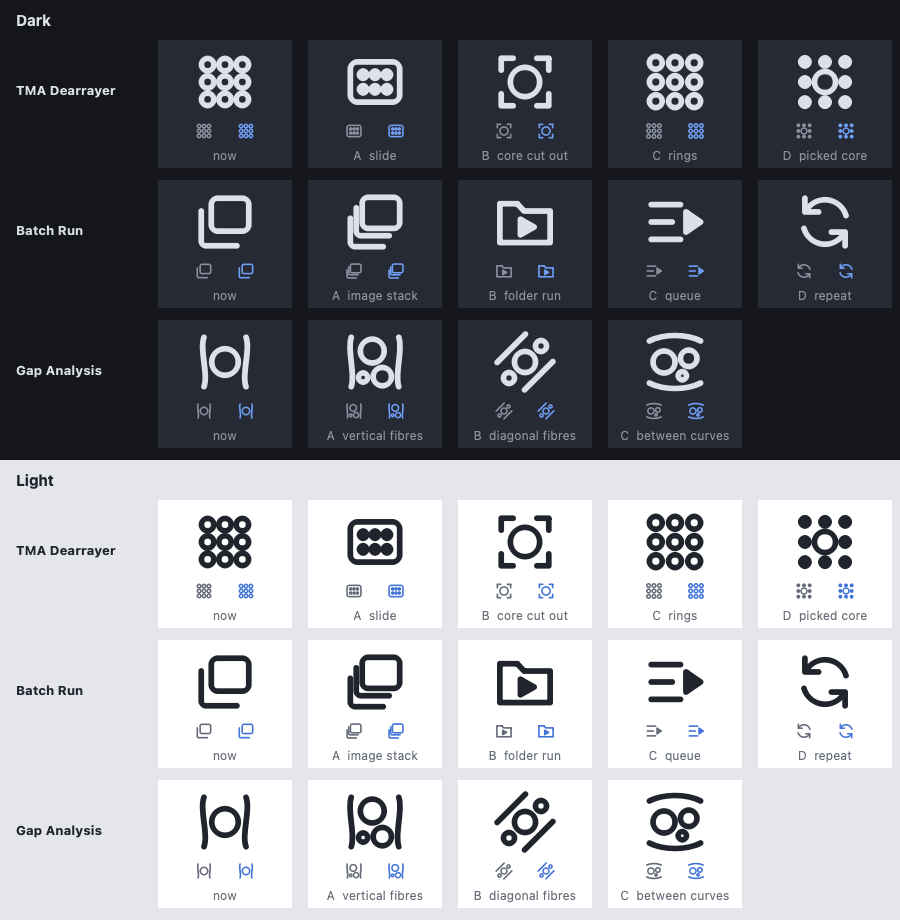 Dark
TMA Dearrayer
now
A slide
B core cut out
C rings
D picked core
Batch Run
now
A image stack
B folder run
C queue
D repeat
Gap Analysis
now
A vertical fibres
B diagonal fibres
C between curves
Light
TMA Dearrayer
now
A slide
B core cut out
C rings
D picked core
Batch Run
now
A image stack
B folder run
C queue
D repeat
Gap Analysis
now
A vertical fibres
B diagonal fibres
C between curves